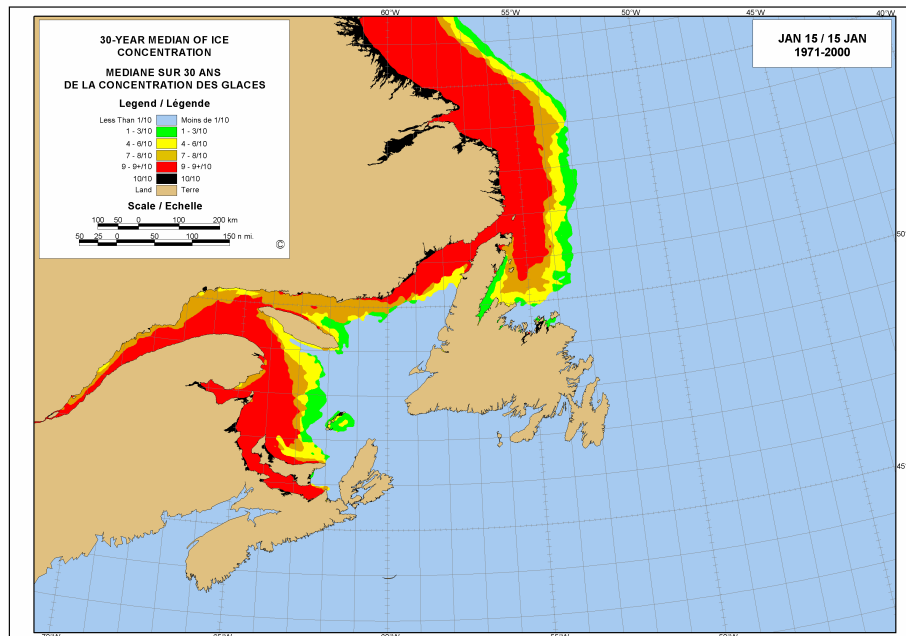 60°W 55°W 50°W 45°W 40°W
30-YEAR MEDIAN OF ICE
CONCENTRATION
MEDIANE SUR 30 ANS
DE LA CONCENTRATION DES GLACES
Legend / Légende
Less Than 1/10 Moins de 1/10
1 - 3/10 1 - 3/10
4 - 6/10 4 - 6/10
7 - 8/10 7 - 8/10
9 - 9+/10 9 - 9+/10
10/10 10/10
Land Terre
Scale / Echelle
100 50 0 100 200 km
50 25 0 50 100 150 n mi.
©
JAN 15 / 15 JAN
1971-2000
50°
45°